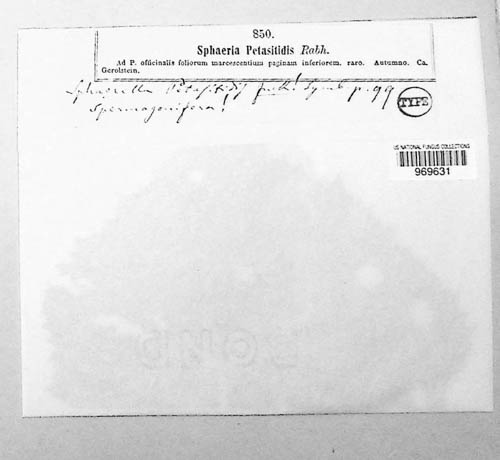 850.
Sphaeria Petasitidis Rabh.
Ad P. officinalis foliorum marcescentium paginam inferiorem. raro. Autumno. Ca.
Gerolstein.
Sphaerella Petasitidis fuck! Symb. p. 99
Spermogonifera!
TYPE
US NATIONAL FUNGUS COLLECTIONS
969631